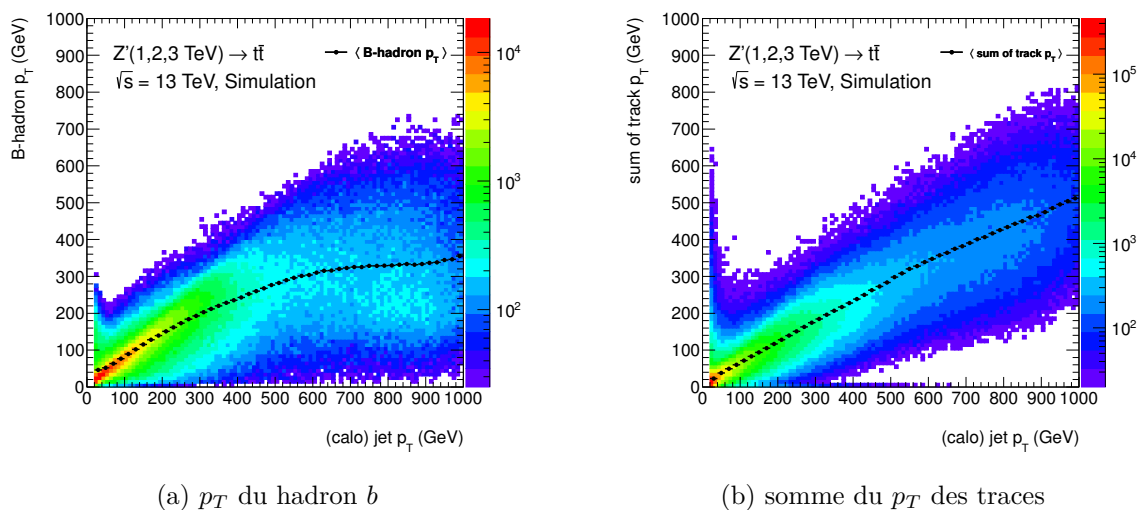 B-hadron p_T (GeV)
1000
900
800
700
600
500
400
300
200
100
0
Z'(1,2,3 TeV) → tt̄
√s = 13 TeV, Simulation
⟨ B-hadron p_T ⟩
10^4
10^3
10^2
0 100 200 300 400 500 600 700 800 900 1000
(calo) jet p_T (GeV)
(a) p_T du hadron b
sum of track p_T (GeV)
1000
900
800
700
600
500
400
300
200
100
0
Z'(1,2,3 TeV) → tt̄
√s = 13 TeV, Simulation
⟨ sum of track p_T ⟩
10^5
10^4
10^3
10^2
0 100 200 300 400 500 600 700 800 900 1000
(calo) jet p_T (GeV)
(b) somme du p_T des traces